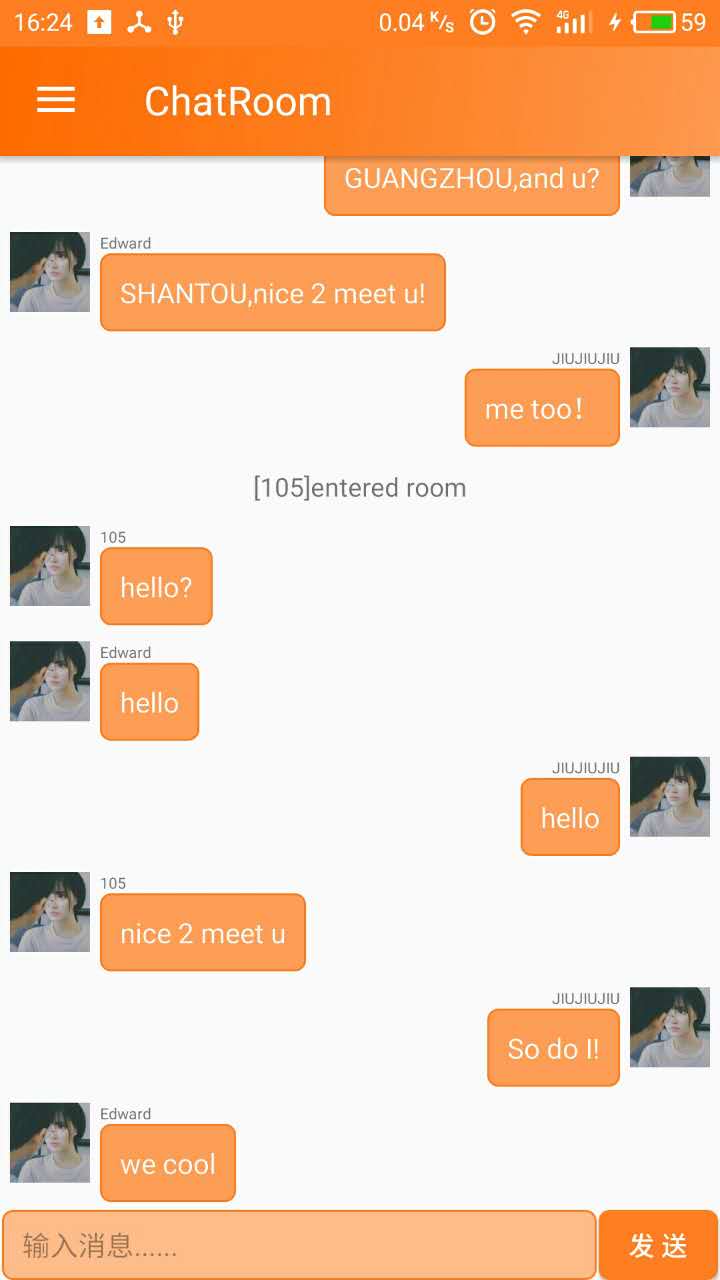 16:24 0.04 K/s 4G 59
ChatRoom
GUANGZHOU,and u?
Edward
SHANTOU,nice 2 meet u!
JIUJIUJIU
me too！
[105]entered room
105
hello?
Edward
hello
JIUJIUJIU
hello
105
nice 2 meet u
JIUJIUJIU
So do I!
Edward
we cool
输入消息......
发 送